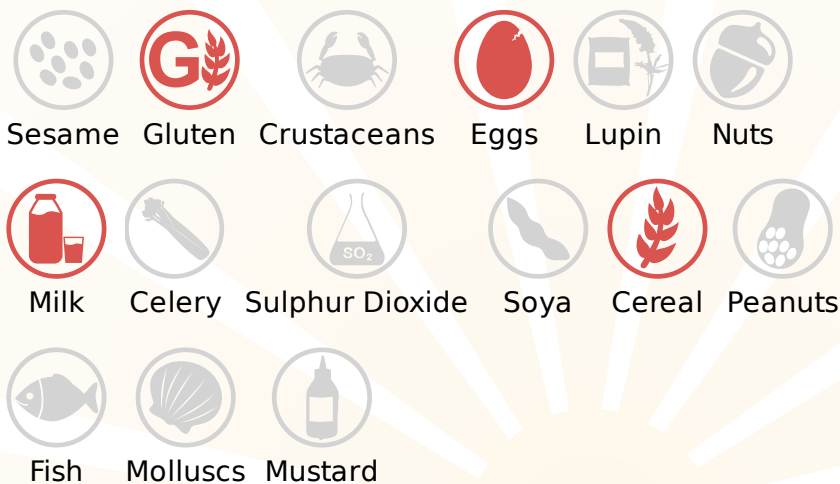 G
Sesame Gluten Crustaceans Eggs Lupin Nuts
SO₂
Milk Celery Sulphur Dioxide Soya Cereal Peanuts
Fish Molluscs Mustard